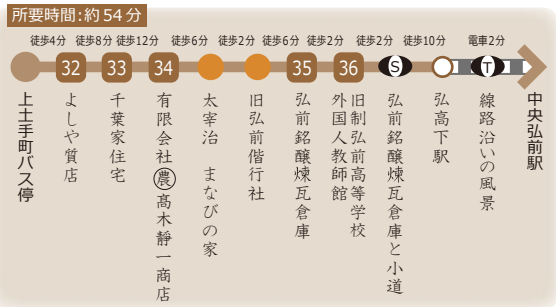 所要時間:約54分
徒歩4分 徒歩8分 徒歩12分 徒歩6分 徒歩2分 徒歩6分 徒歩2分 徒歩2分 徒歩10分 電車2分
32 33 34 35 36 S T
上土手町バス停
よしや質店
千葉家住宅
有限会社㊥農髙木靜一商店
太宰治 まなびの家
旧弘前偕行社
弘前銘醸煉瓦倉庫
旧制弘前高等学校
外国人教師館
弘前銘醸煉瓦倉庫と小道
弘高下駅
線路沿いの風景
中央弘前駅